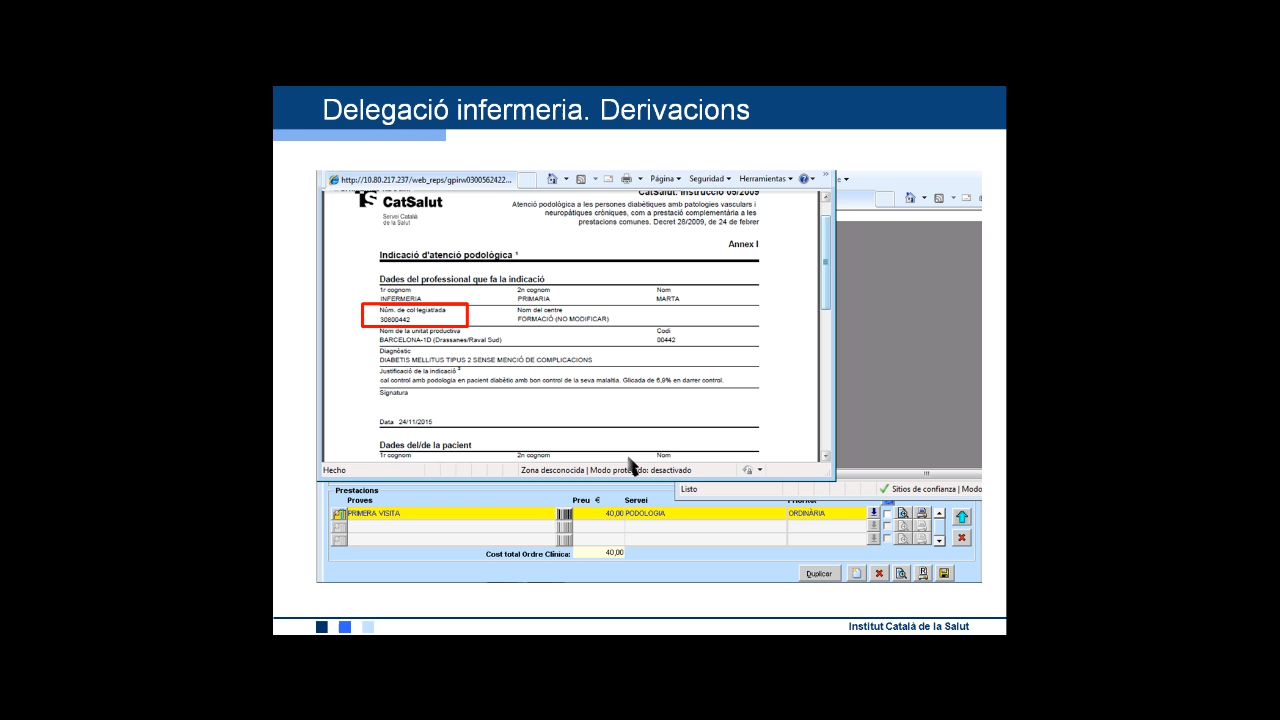 Delegació infermeria. Derivacions
http://10.80.217.237/web_reps/gpirw0300562422...
Página
Seguridad
Herramientas
CatSalut. Instrucció 05/2009
CatSalut
Servei Català
de la Salut
Atenció podològica a les persones diabètiques amb patologies vasculars i
neuropàtiques cròniques, com a prestació complementària a les
prestacions comunes. Decret 28/2009, de 24 de febrer
Annex I
Indicació d'atenció podològica ¹
Dades del professional que fa la indicació
1r cognom 2n cognom Nom
INFERMERIA PRIMARIA MARTA
Núm. de col·legiat/ada Nom del centre
30800442 FORMACIÓ (NO MODIFICAR)
Nom de la unitat productiva Codi
BARCELONA-1D (Drassanes/Raval Sud) 00442
Diagnòstic
DIABETIS MELLITUS TIPUS 2 SENSE MENCIÓ DE COMPLICACIONS
Justificació de la indicació ²
cal control amb podologia en pacient diabètic amb bon control de la seva malaltia. Glicada de 6,9% en darrer control.
Signatura
Data 24/11/2015
Dades del/de la pacient
1r cognom 2n cognom Nom
Hecho Zona desconocida | Modo protegido: desactivado
Listo Sitios de confianza | Modo
Prestacions
Proves Preu € Servei Prioritat
PRIMERA VISITA 40,00 PODOLOGIA ORDINÀRIA
Cost total Ordre Clínica: 40,00
Duplicar
Institut Català de la Salut